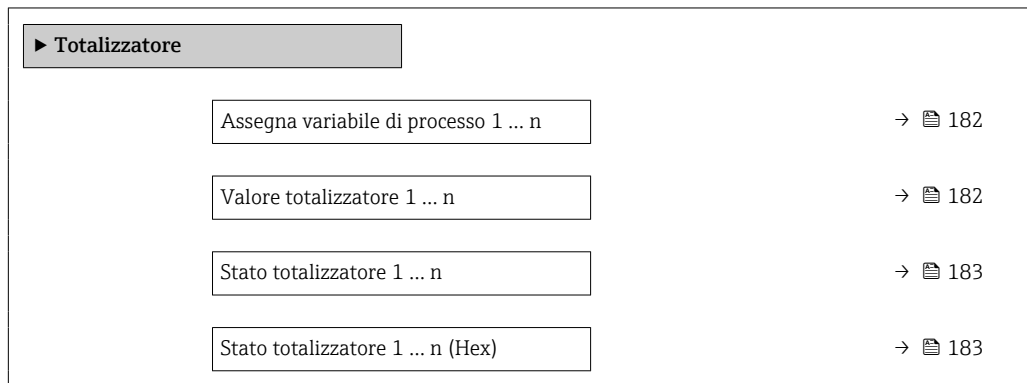 ▶ Totalizzatore
Assegna variabile di processo 1 … n → 182
Valore totalizzatore 1 … n → 182
Stato totalizzatore 1 … n → 183
Stato totalizzatore 1 … n (Hex) → 183